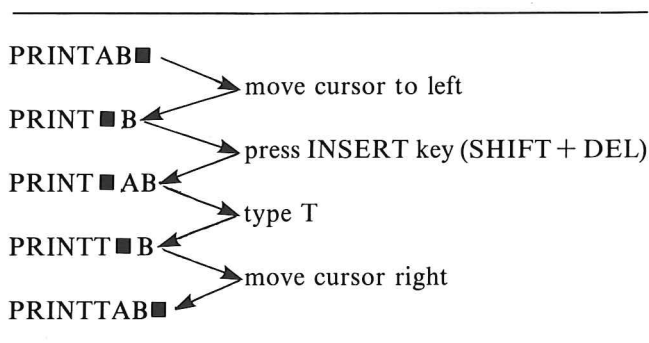 PRINTAB■
move cursor to left
PRINT■B
press INSERT key (SHIFT + DEL)
PRINT■AB
type T
PRINTT■B
move cursor right
PRINTTAB■